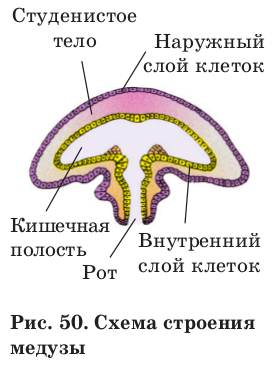 Студенистое
тело
Наружный
слой клеток
Кишечная
полость
Рот
Внутренний
слой клеток
Рис. 50. Схема строения
медузы